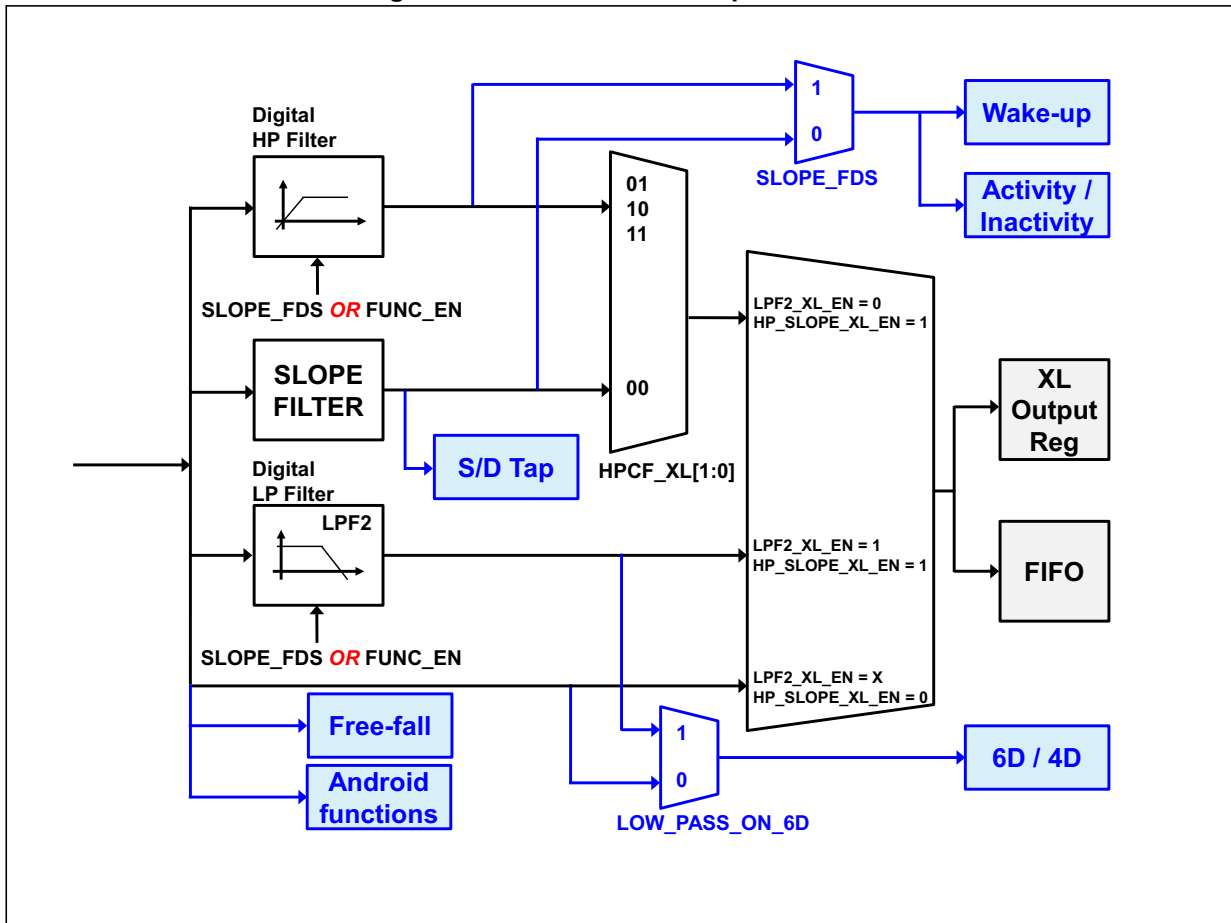 1
0
SLOPE_FDS
Wake-up
Activity /
Inactivity
Digital
HP Filter
SLOPE_FDS OR FUNC_EN
01
10
11
00
HPCF_XL[1:0]
SLOPE
FILTER
S/D Tap
Digital
LP Filter
LPF2
SLOPE_FDS OR FUNC_EN
LPF2_XL_EN = 0
HP_SLOPE_XL_EN = 1
LPF2_XL_EN = 1
HP_SLOPE_XL_EN = 1
LPF2_XL_EN = X
HP_SLOPE_XL_EN = 0
XL
Output
Reg
FIFO
Free-fall
Android
functions
1
0
LOW_PASS_ON_6D
6D / 4D